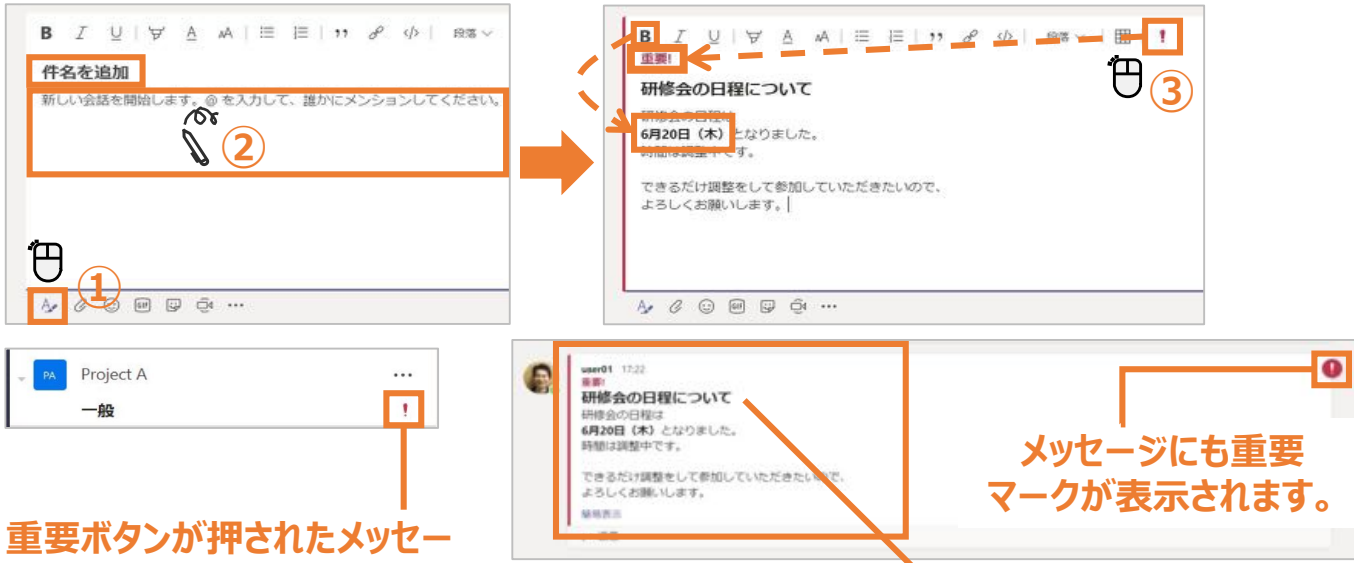 B I U A AA 段落
件名を追加
新しい会話を開始します。@ を入力して、誰かにメンションしてください。
②
①
GIF
B I U A AA 段落 !
重要!
③
研修会の日程について
研修会の日程は
6月20日（木）となりました。
時間は調整中です。
できるだけ調整をして参加していただきたいので、
よろしくお願いします。
GIF
PA Project A
一般 !
重要ボタンが押されたメッセー
user01 17:22
重要!
研修会の日程について
研修会の日程は
6月20日（木）となりました。
時間は調整中です。
できるだけ調整をして参加していただきたいので、
よろしくお願いします。
簡易表示
返信
!
メッセージにも重要
マークが表示されます。